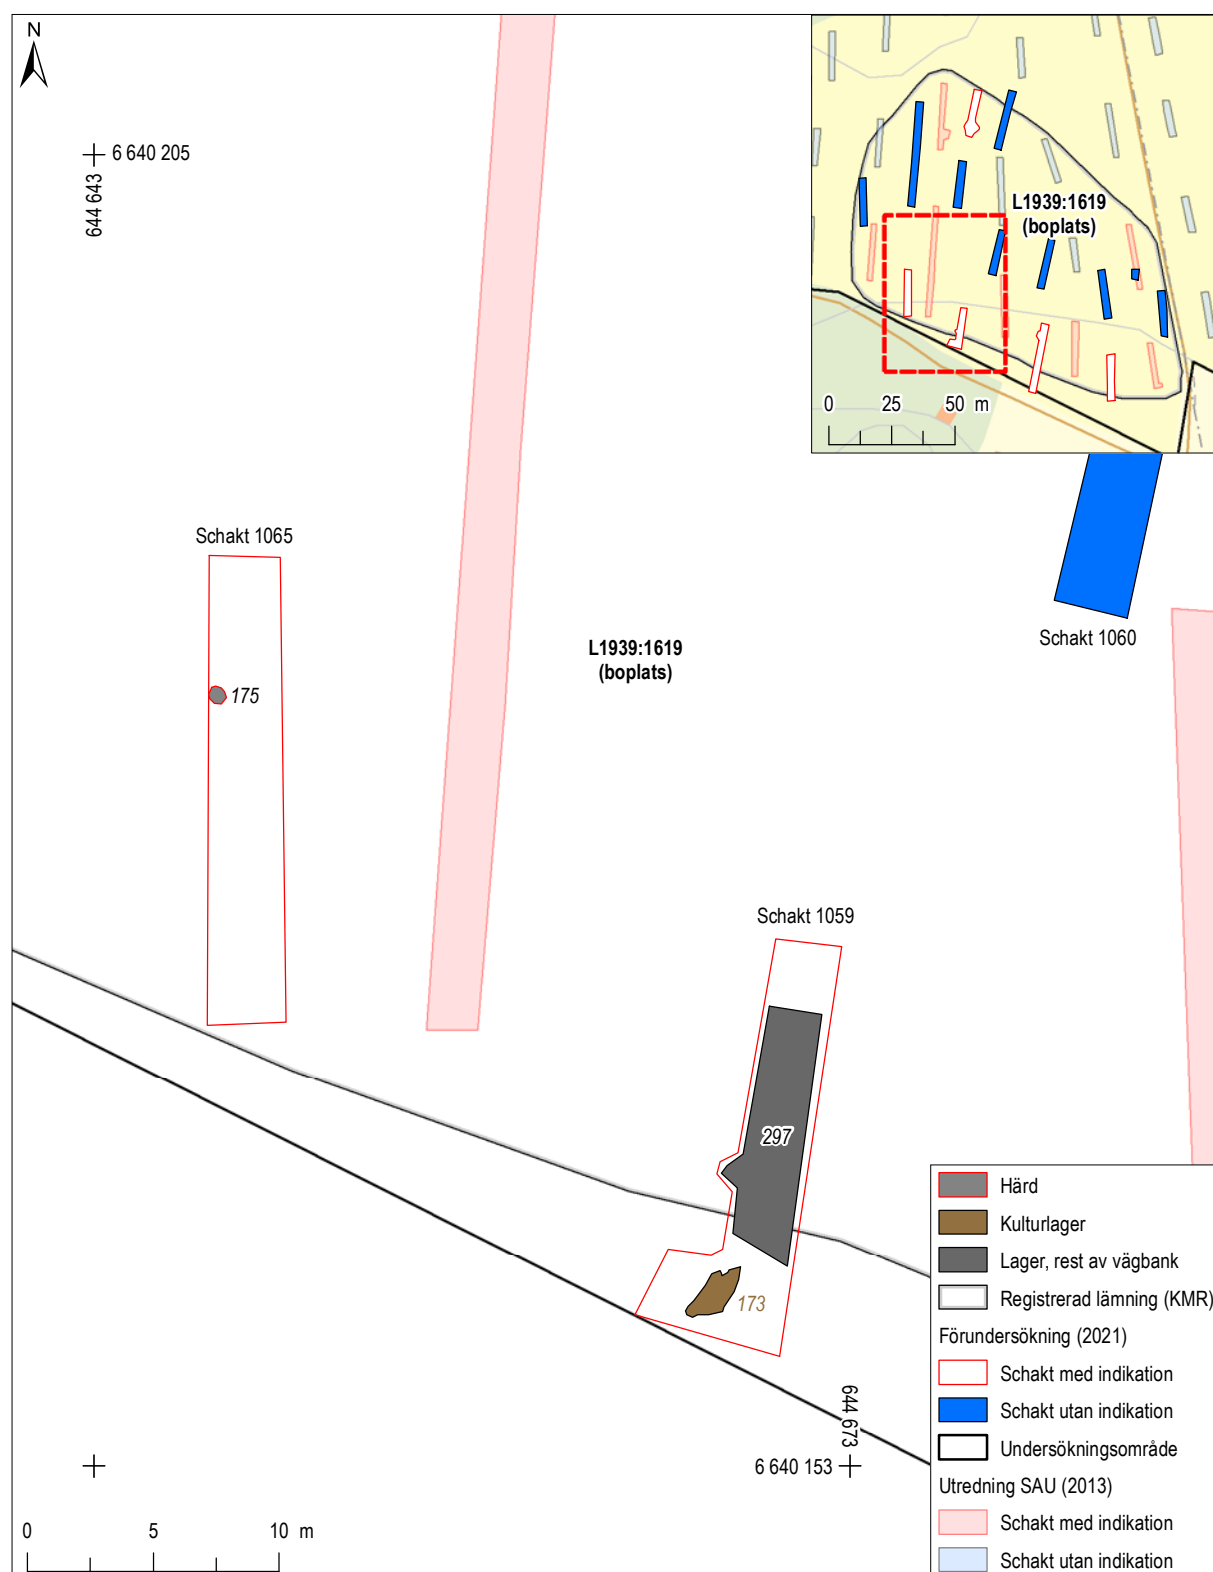 N
6 640 205
644 643
L1939:1619
(boplats)
0 25 50 m
Schakt 1065
175
L1939:1619
(boplats)
Schakt 1060
Schakt 1059
297
173
644 673
6 640 153
0 5 10 m
Härd
Kulturlager
Lager, rest av vägbank
Registrerad lämning (KMR)
Förundersökning (2021)
Schakt med indikation
Schakt utan indikation
Undersökningsområde
Utredning SAU (2013)
Schakt med indikation
Schakt utan indikation